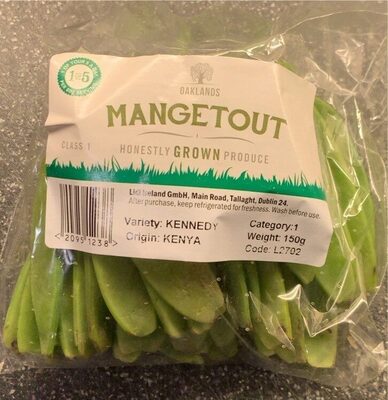 1 OF YOUR 5 A DAY
OAKLANDS
MANGETOUT
CLASS 1
HONESTLY GROWN PRODUCE
Lidl Ireland GmbH, Main Road, Tallaght, Dublin 24.
After purchase, keep refrigerated for freshness. Wash before use.
Variety: KENNEDY
Category:1
Origin: KENYA
Weight: 150g
Code: L2702
<20951238>